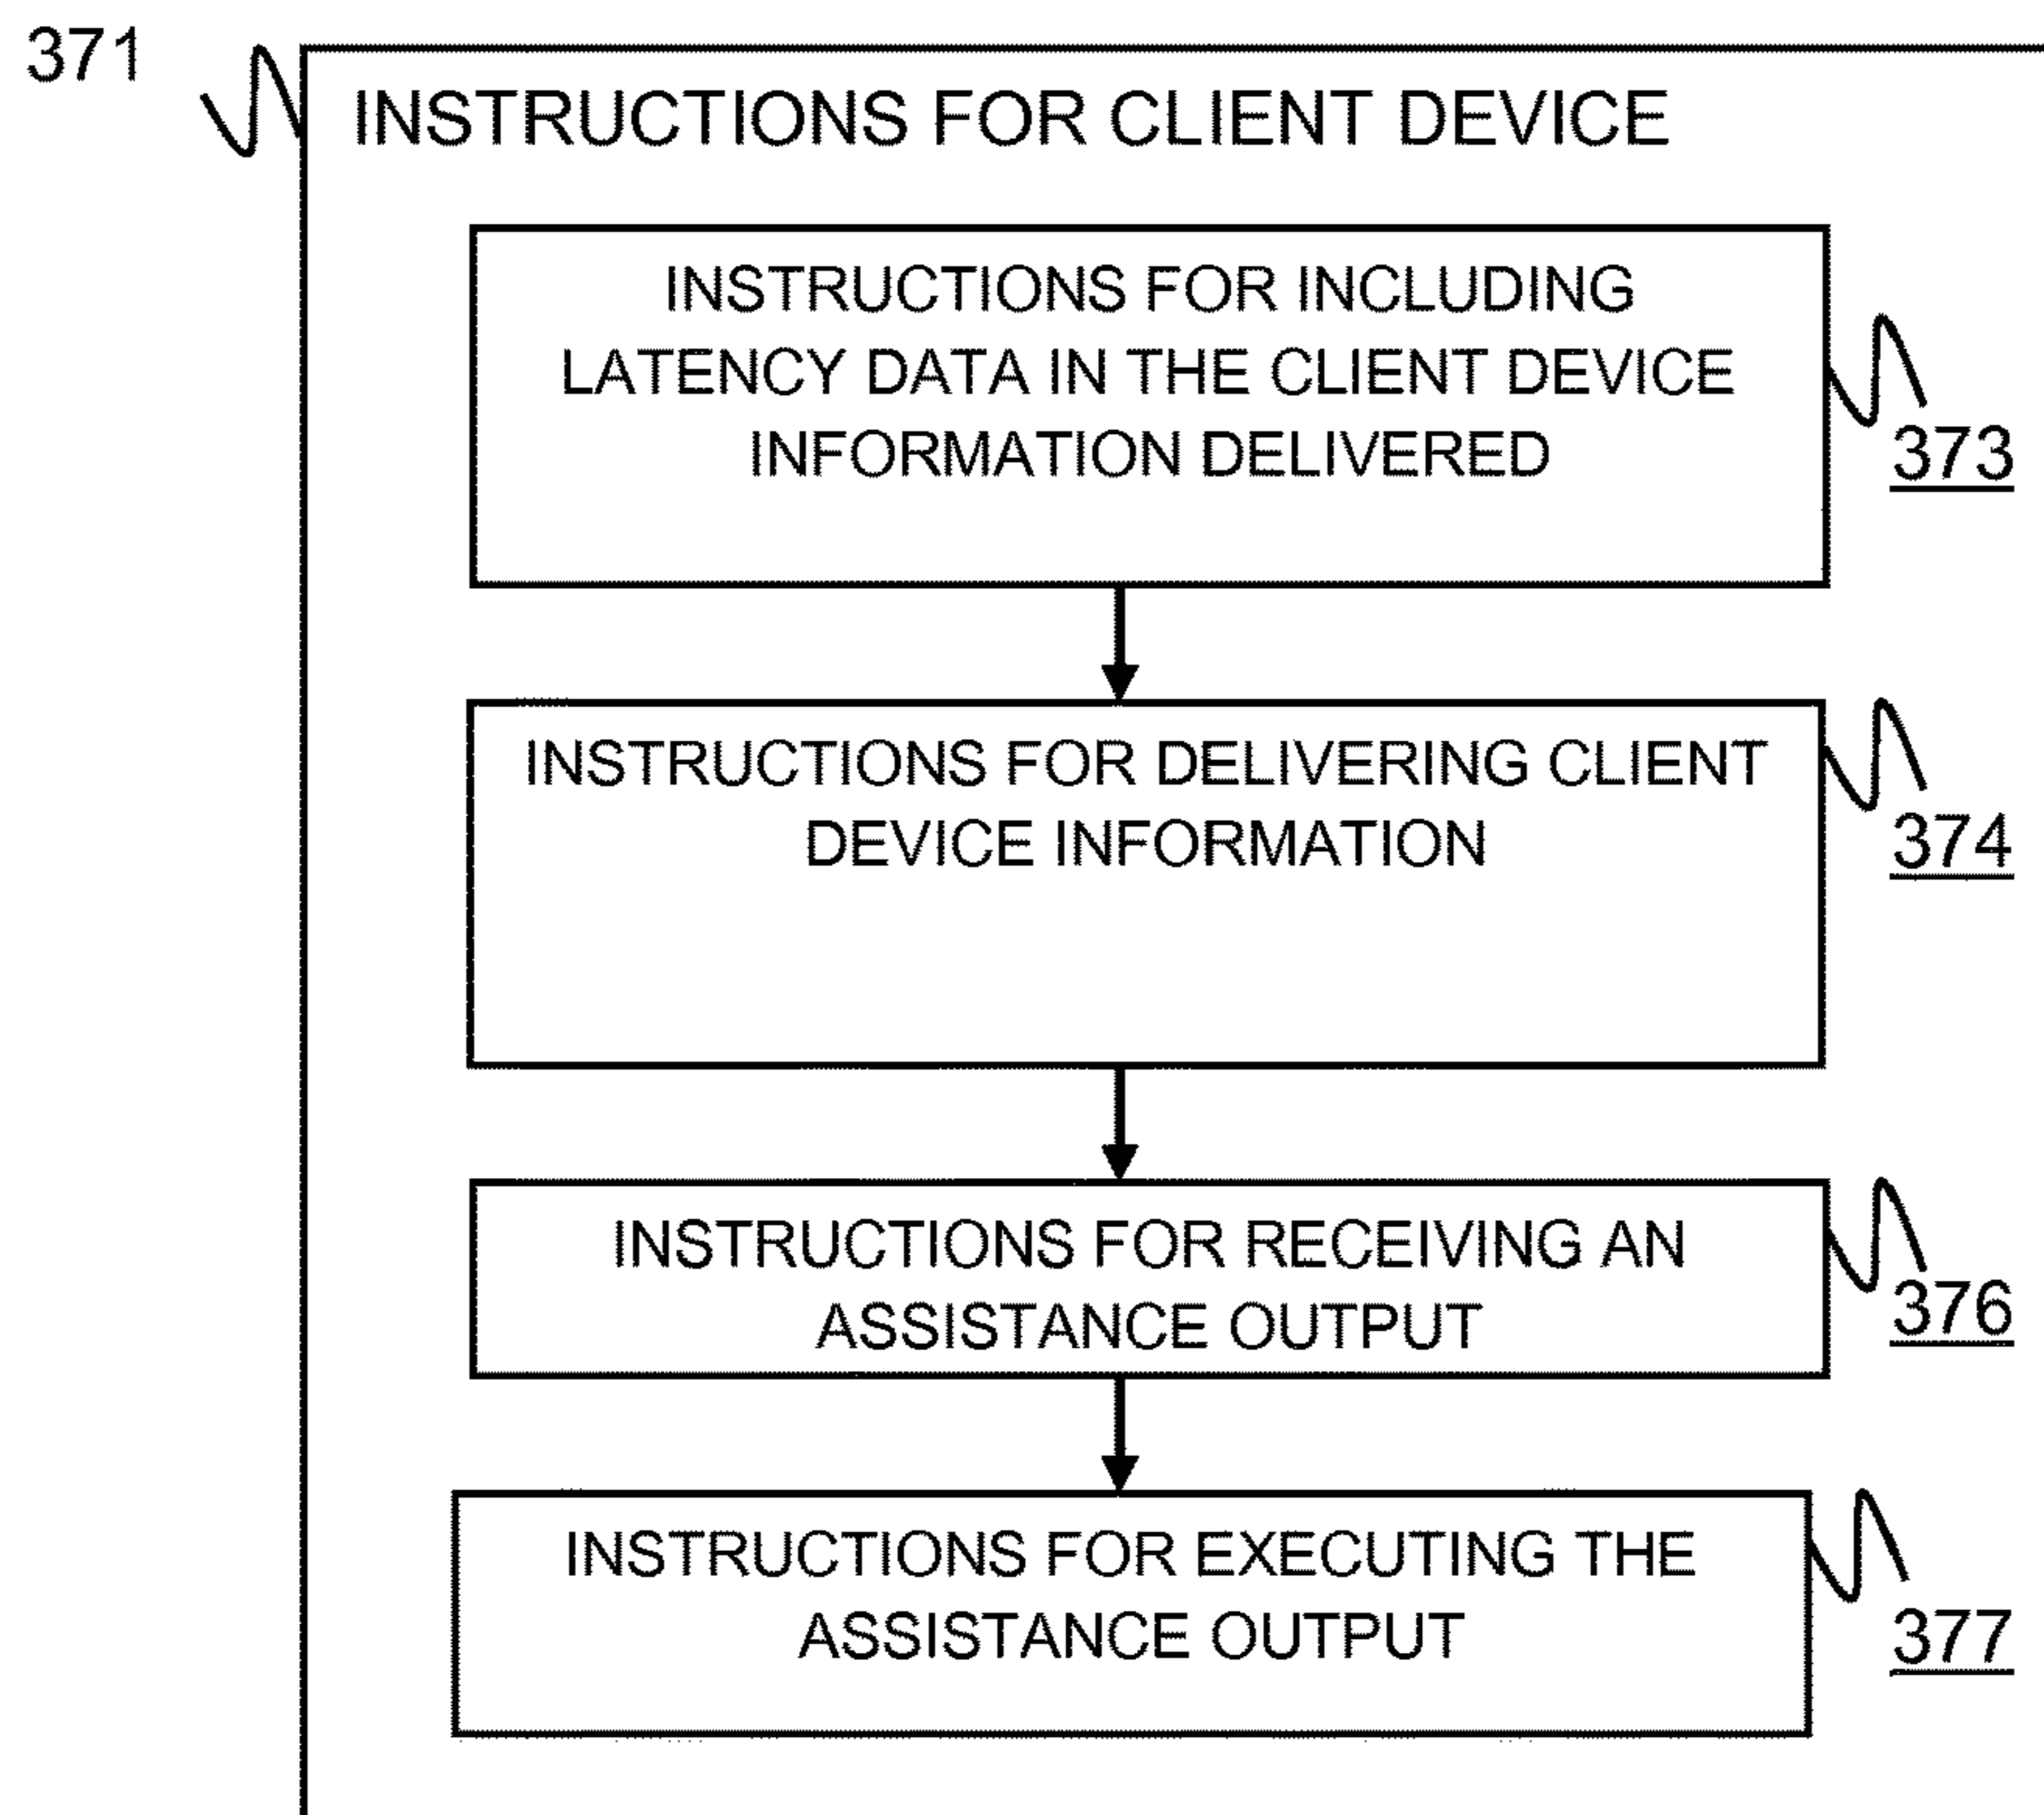 371
INSTRUCTIONS FOR CLIENT DEVICE
INSTRUCTIONS FOR INCLUDING
LATENCY DATA IN THE CLIENT DEVICE
INFORMATION DELIVERED
373
INSTRUCTIONS FOR DELIVERING CLIENT
DEVICE INFORMATION
374
INSTRUCTIONS FOR RECEIVING AN
ASSISTANCE OUTPUT
376
INSTRUCTIONS FOR EXECUTING THE
ASSISTANCE OUTPUT
377